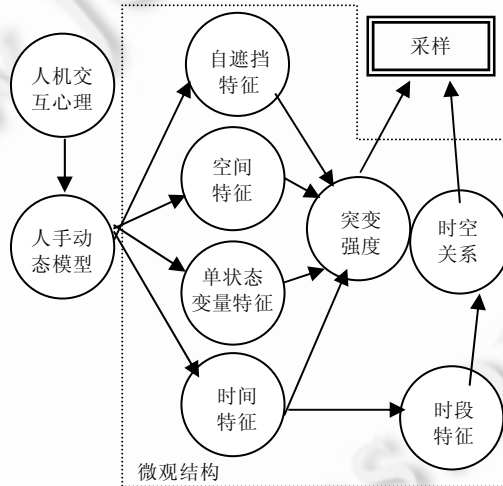 采样
自遮挡
特征
人机交
互心理
空间
特征
突变
强度
时空
关系
人手动
态模型
单状态
变量特征
时间
特征
时段
特征
微观结构